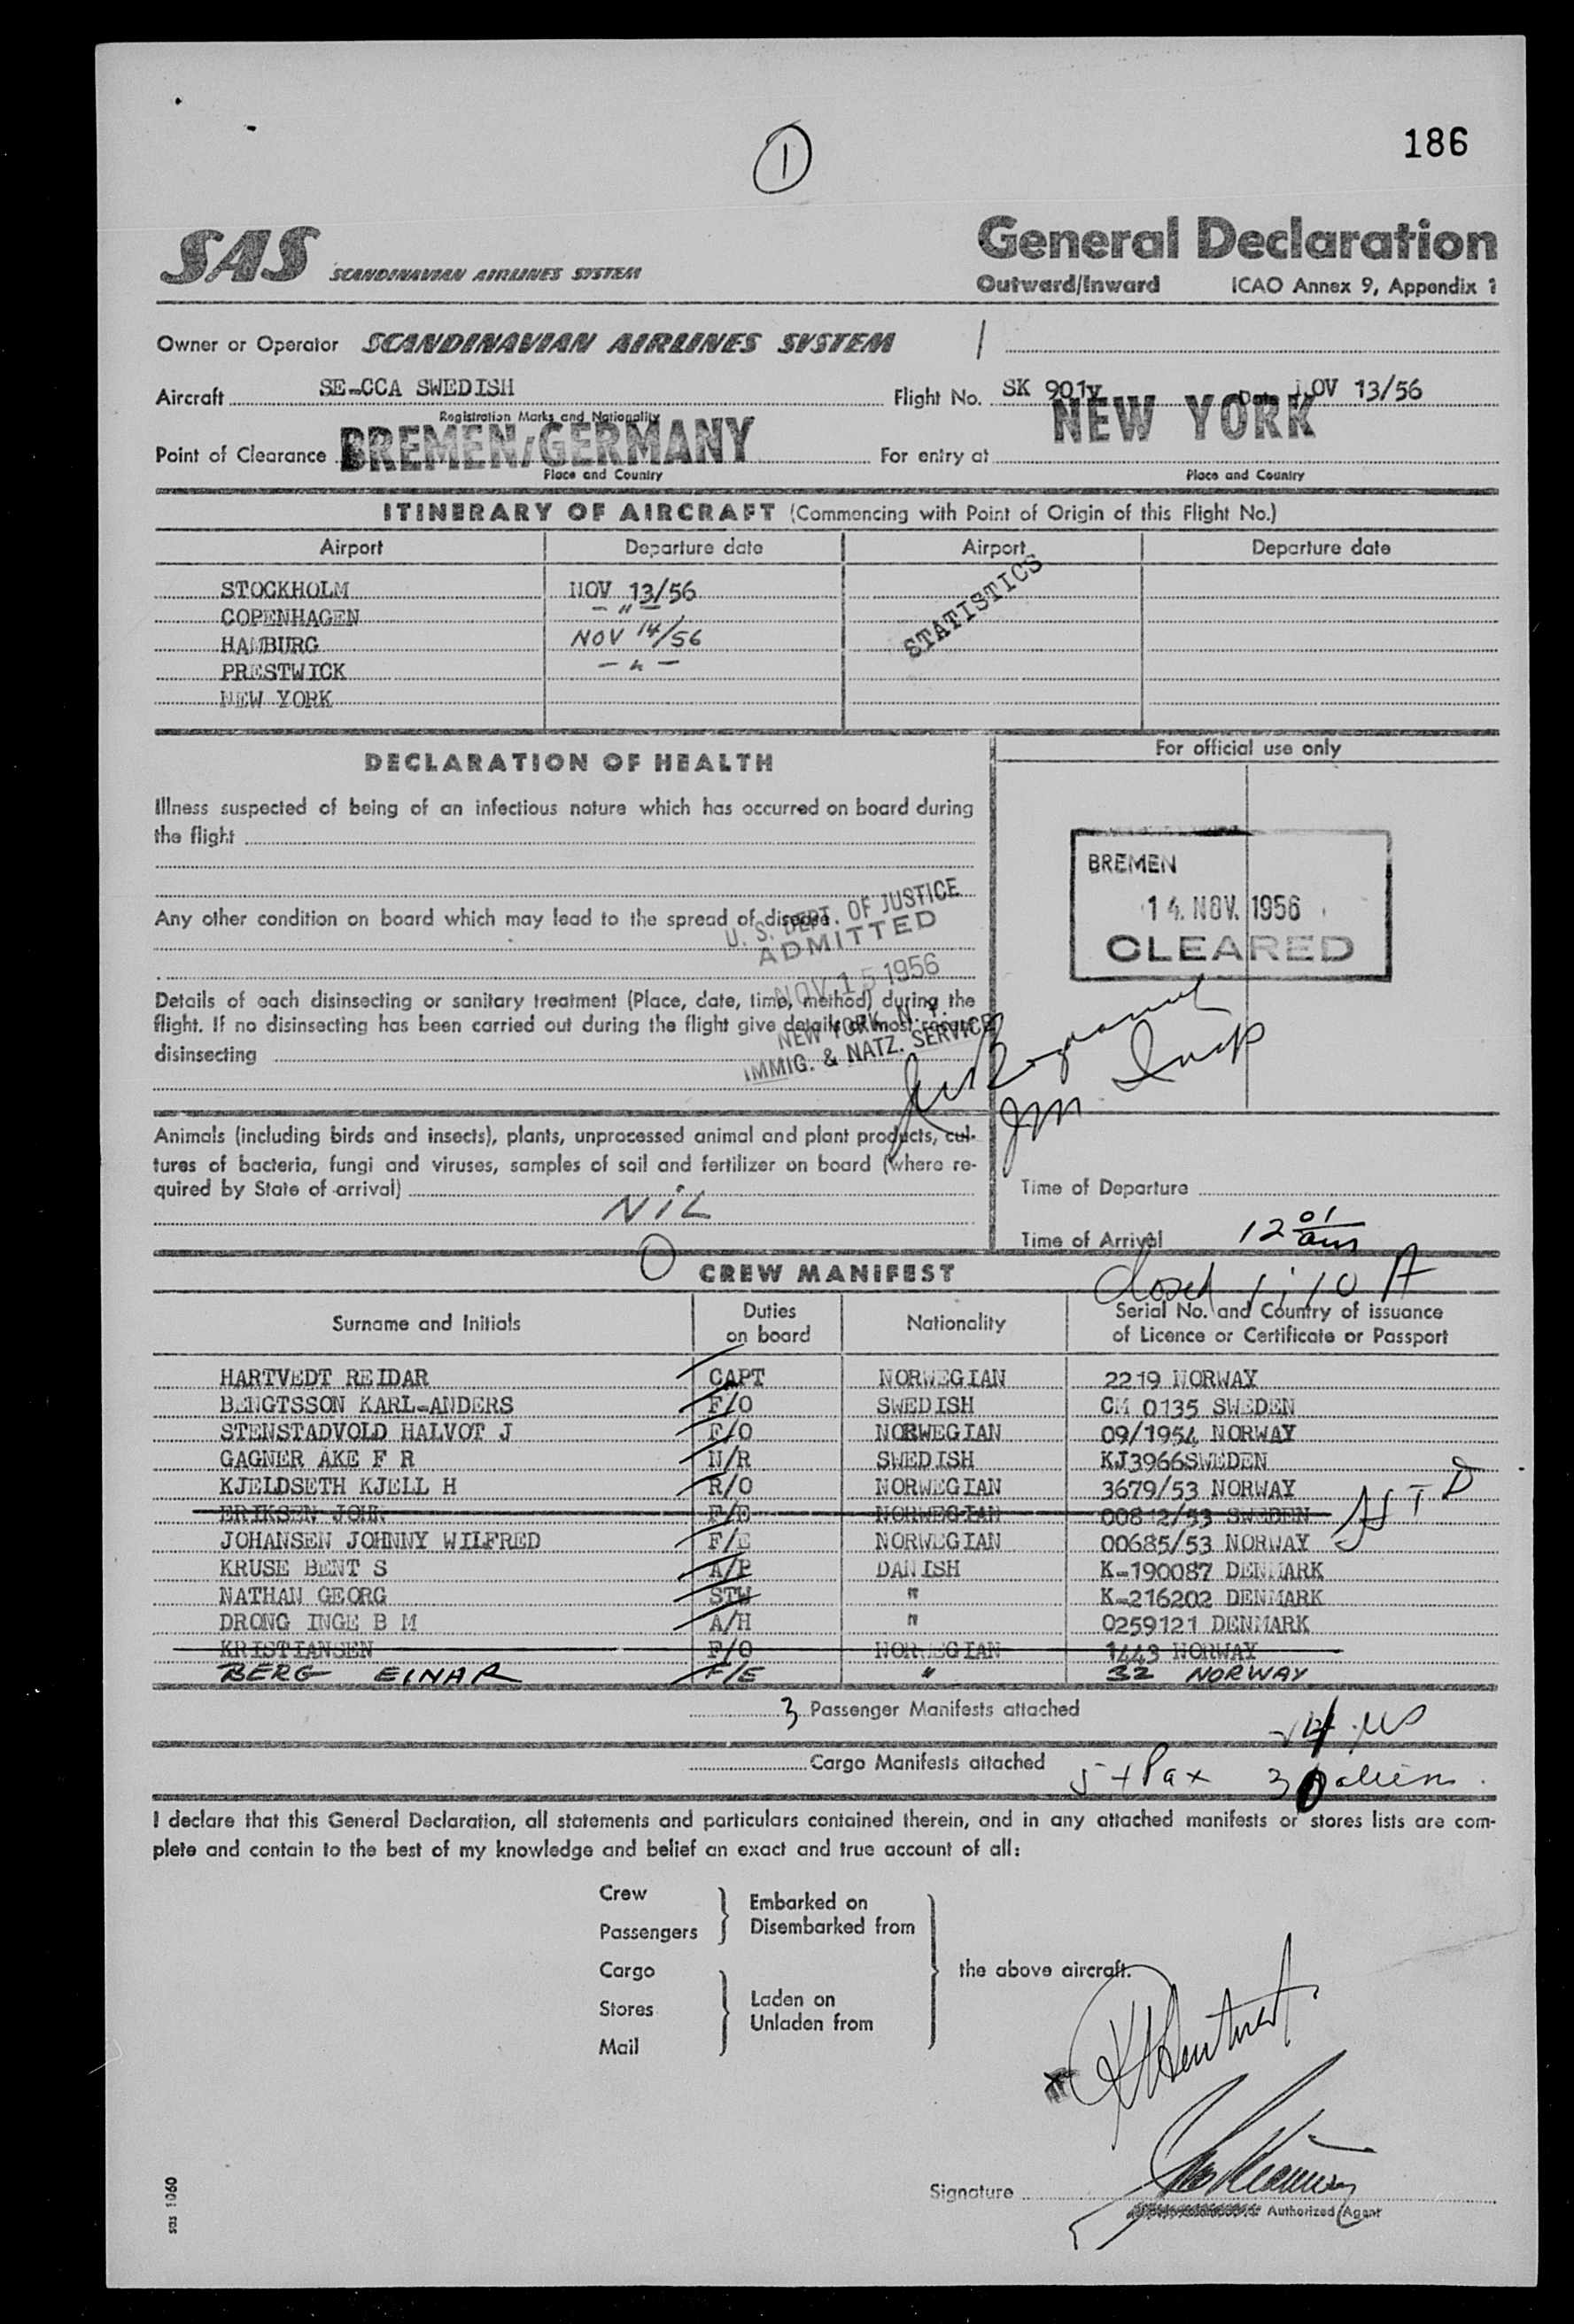 186
1
SAS SCANDINAVIAN AIRLINES SYSTEM
General Declaration
Outward/Inward ICAO Annex 9, Appendix 1
Owner or Operator SCANDINAVIAN AIRLINES SYSTEM
Aircraft SE-CCA SWEDISH Flight No. SK 901y Date NOV 13/56
Registration Marks and Nationality
Point of Clearance BREMEN/GERMANY For entry at NEW YORK
Place and Country Place and Country
ITINERARY OF AIRCRAFT (Commencing with Point of Origin of this Flight No.)
Airport Departure date Airport Departure date
STOCKHOLM NOV 13/56
COPENHAGEN - " -
HAMBURG NOV 14/56
PRESTWICK - " -
NEW YORK
STATISTICS
DECLARATION OF HEALTH
Illness suspected of being of an infectious nature which has occurred on board during
the flight
Any other condition on board which may lead to the spread of disease
Details of each disinsecting or sanitary treatment (Place, date, time, method) during the
flight. If no disinsecting has been carried out during the flight give details of most recent
disinsecting
U. S. DEPT. OF JUSTICE
ADMITTED
NOV 15 1956
NEW YORK, N. Y.
IMMIG. & NATZ. SERVICE
Animals (including birds and insects), plants, unprocessed animal and plant products, cul-
tures of bacteria, fungi and viruses, samples of soil and fertilizer on board (where re-
quired by State of arrival)
NIL
For official use only
BREMEN
14. NOV. 1956
CLEARED
Time of Departure
Time of Arrival 12 01 am
Closed 1:10 A
CREW MANIFEST
Surname and Initials Duties on board Nationality Serial No. and Country of issuance of Licence or Certificate or Passport
HARTVEDT REIDAR CAPT NORWEGIAN 2219 NORWAY
BENGTSSON KARL-ANDERS F/O SWEDISH CM 0135 SWEDEN
STENSTADVOLD HALVOT J F/O NORWEGIAN 09/1954 NORWAY
GAGNER AKE F R N/R SWEDISH KJ3966SWEDEN
KJELDSETH KJELL H R/O NORWEGIAN 3679/53 NORWAY
ERIKSEN JOHN F/E NORWEGIAN 00812/53 SWEDEN
JOHANSEN JOHNNY WILFRED F/E NORWEGIAN 00685/53 NORWAY
KRUSE BENT S A/P DANISH K-190087 DENMARK
NATHAN GEORG STW " K-216202 DENMARK
DRONG INGE B M A/H " 0259121 DENMARK
KRISTIANSEN F/O NORWEGIAN 1443 NORWAY
BERG EINAR F/E " 32 NORWAY
3 Passenger Manifests attached
Cargo Manifests attached
I declare that this General Declaration, all statements and particulars contained therein, and in any attached manifests or stores lists are com-
plete and contain to the best of my knowledge and belief an exact and true account of all:
Crew
Passengers
Embarked on
Disembarked from
Cargo
Stores
Mail
Laden on
Unladen from
the above aircraft.
Signature
Authorized Agent
sas 1060